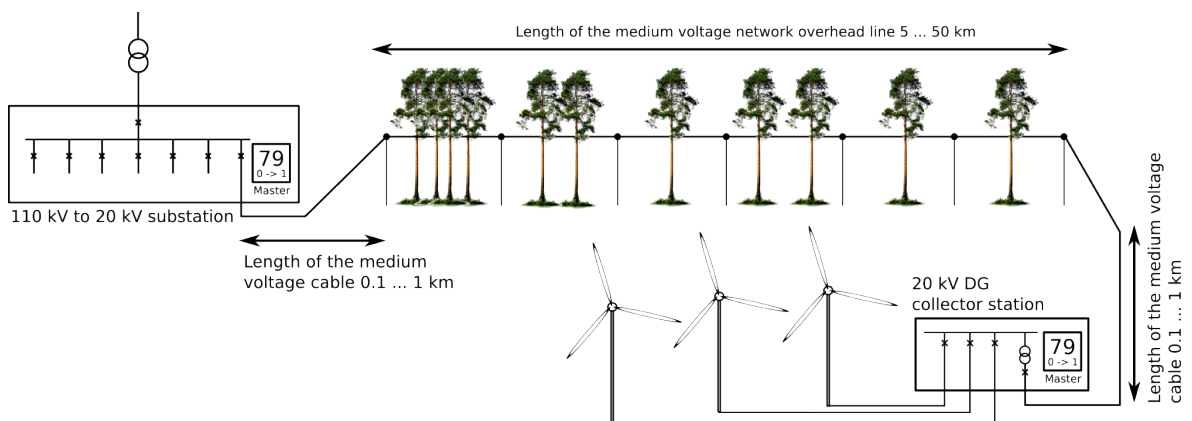 Length of the medium voltage network overhead line 5 ... 50 km
79
0 -> 1
Master
110 kV to 20 kV substation
Length of the medium
voltage cable 0.1 ... 1 km
20 kV DG
collector station
79
0 -> 1
Master
Length of the medium voltage
cable 0.1 ... 1 km